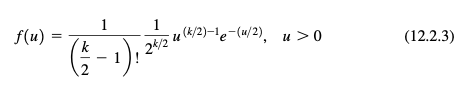 f(u) = 1/((k/2 − 1)!) 1/2^(k/2) u^((k/2)−1) e^(−(u/2)), u > 0 (12.2.3)